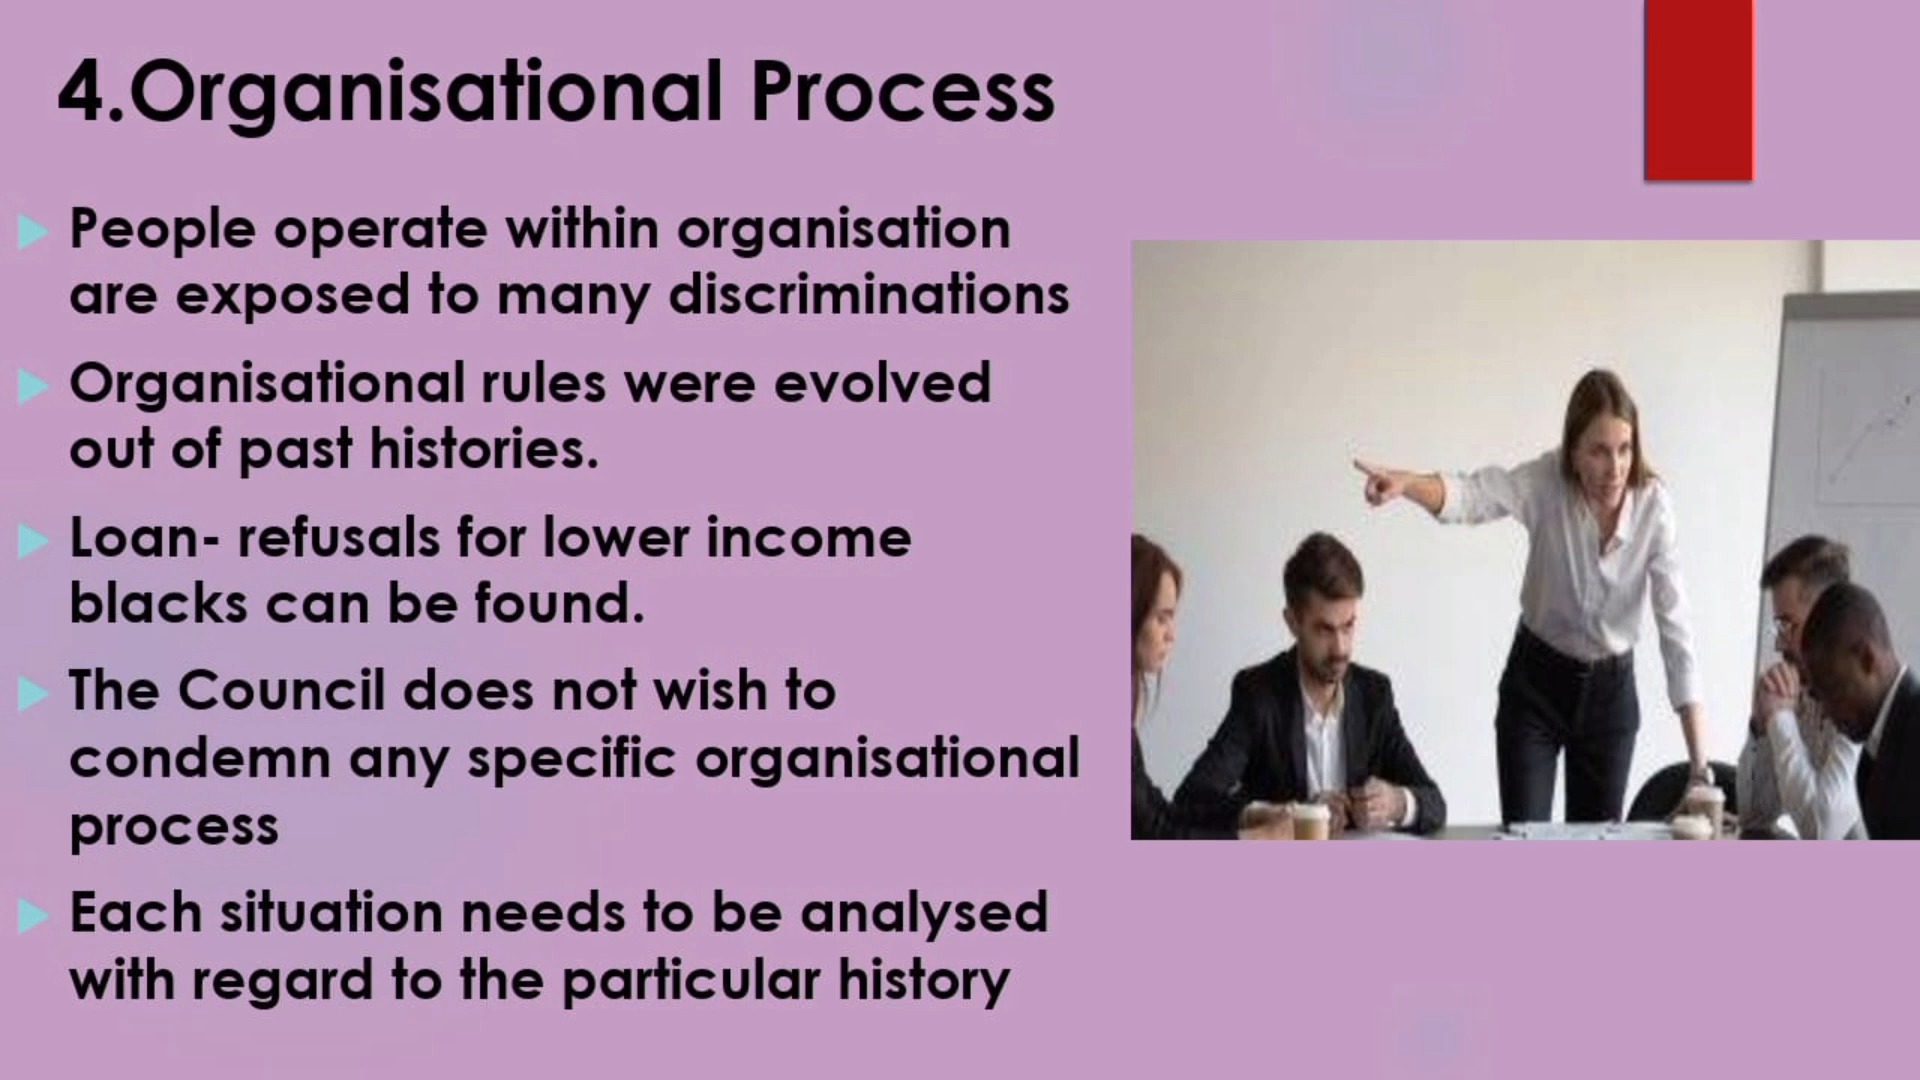 4.Organisational Process
People operate within organisation
are exposed to many discriminations
Organisational rules were evolved
out of past histories.
Loan- refusals for lower income
blacks can be found.
The Council does not wish to
condemn any specific organisational
process
Each situation needs to be analysed
with regard to the particular history